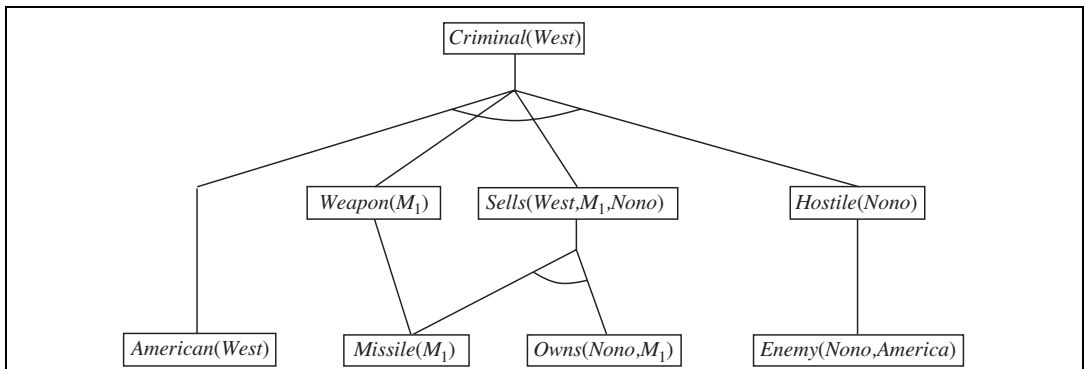 Criminal(West)
Weapon(M₁) Sells(West,M₁,Nono) Hostile(Nono)
American(West) Missile(M₁) Owns(Nono,M₁) Enemy(Nono,America)